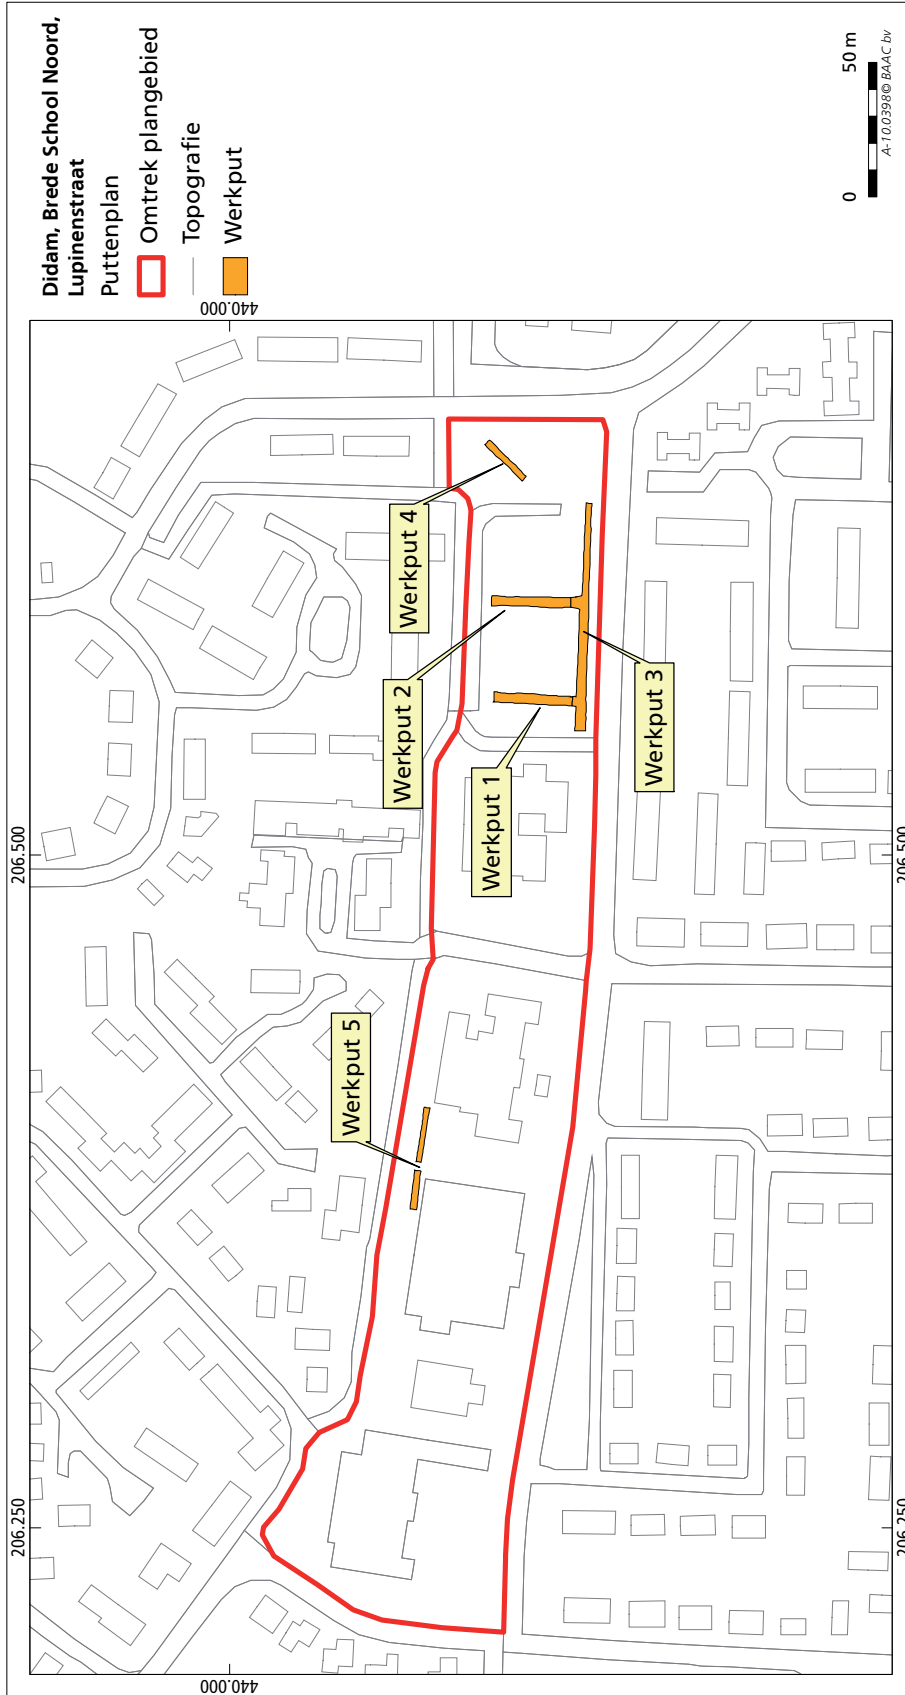 Didam, Brede School Noord,
Lupinenstraat
Puttenplan
Omtrek plangebied
Topografie
Werkput
206.250
206.500
440.000
440.000
206.250
206.500
Werkput 5
Werkput 2
Werkput 4
Werkput 1
Werkput 3
0 50 m
A-10.0398© BAAC bv